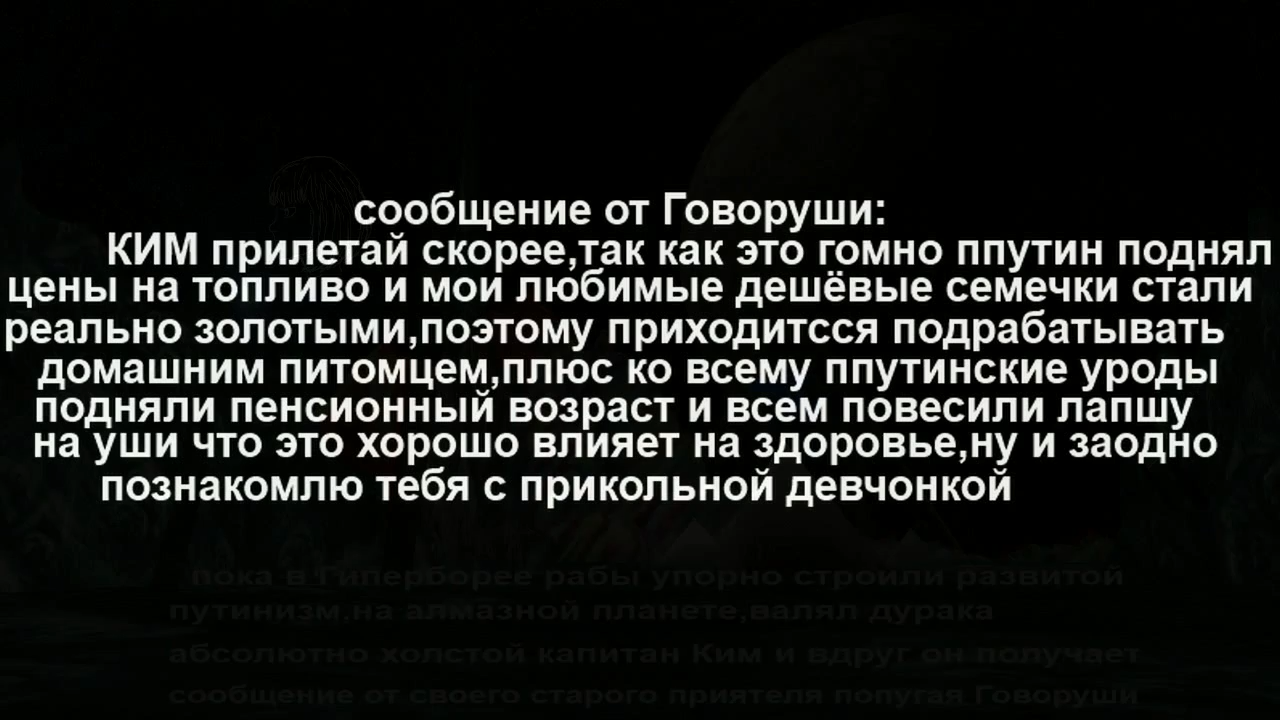 сообщение от Говоруши:
КИМ прилетай скорее,так как это гомно ппутин поднял
цены на топливо и мои любимые дешёвые семечки стали
реально золотыми,поэтому приходитсся подрабатывать
домашним питомцем,плюс ко всему ппутинские уроды
подняли пенсионный возраст и всем повесили лапшу
на уши что это хорошо влияет на здоровье,ну и заодно
познакомлю тебя с прикольной девчонкой
пока в Гиперборее рабы упорно строили развитой
путинизм,на алмазной планете,валял дурака
абсолютно холстой капитан Ким и вдруг он получает
сообщение от своего старого приятеля попугая Говоруши